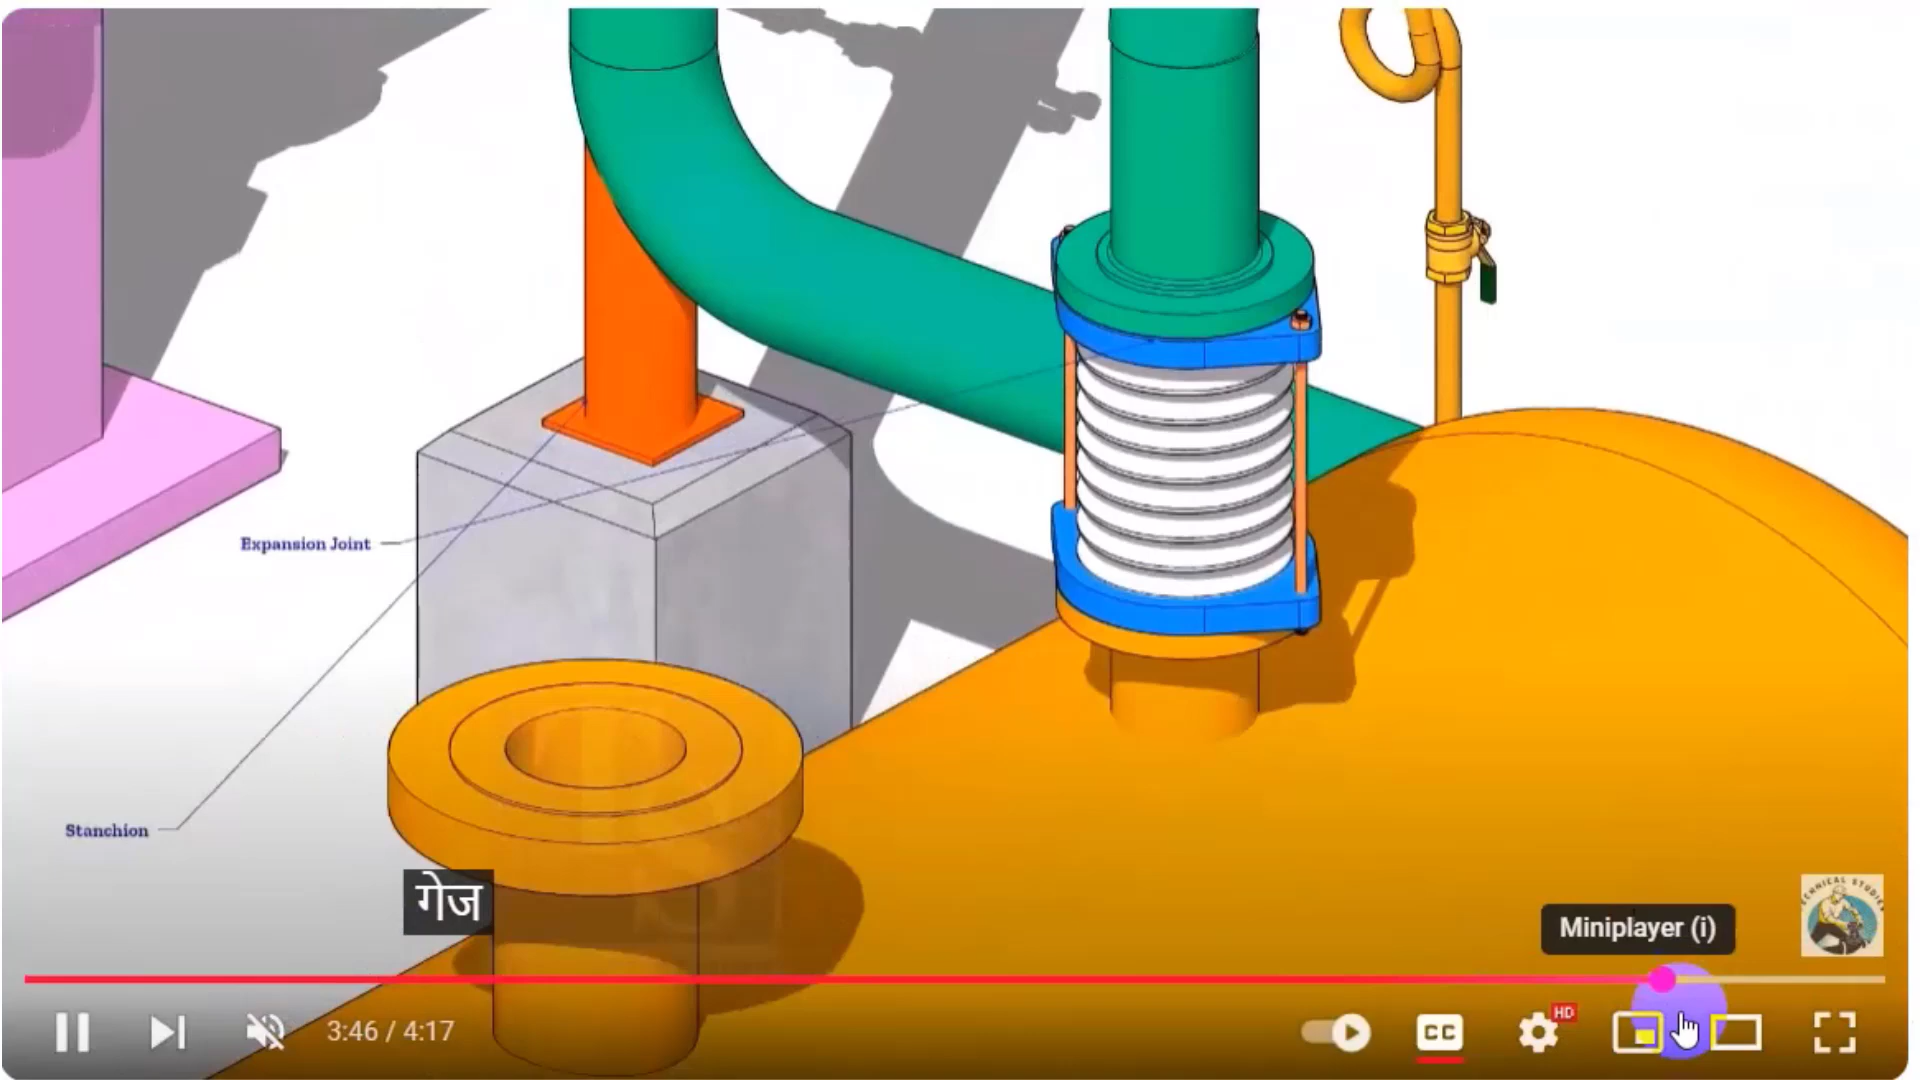 Expansion Joint
Stanchion
गेज
Miniplayer (i)
3:46 / 4:17
CC
HD